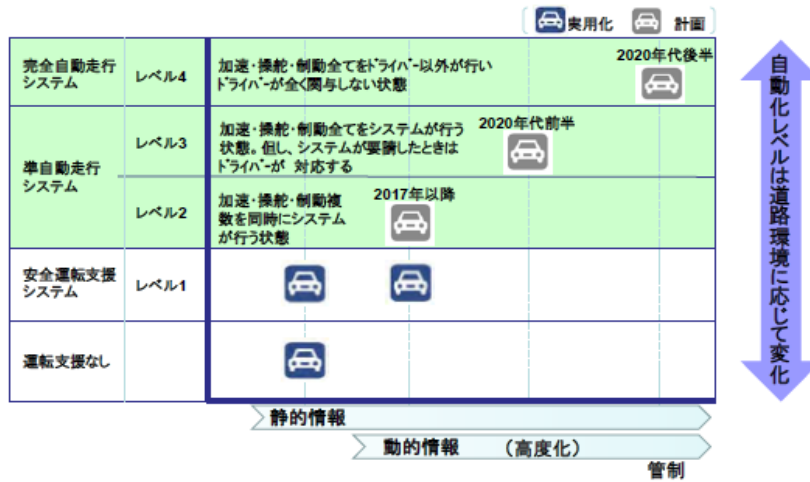 実用化 計画
完全自動走行
システム
レベル4
加速・操舵・制動全てをドライバー以外が行い
ドライバーが全く関与しない状態
2020年代後半
準自動走行
システム
レベル3
加速・操舵・制動全てをシステムが行う
状態。但し、システムが要請したときは
ドライバーが 対応する
2020年代前半
レベル2
加速・操舵・制動複
数を同時にシステム
が行う状態
2017年以降
安全運転支援
システム
レベル1
運転支援なし
静的情報
動的情報 (高度化)
管制
自動化レベルは道路環境に応じて変化